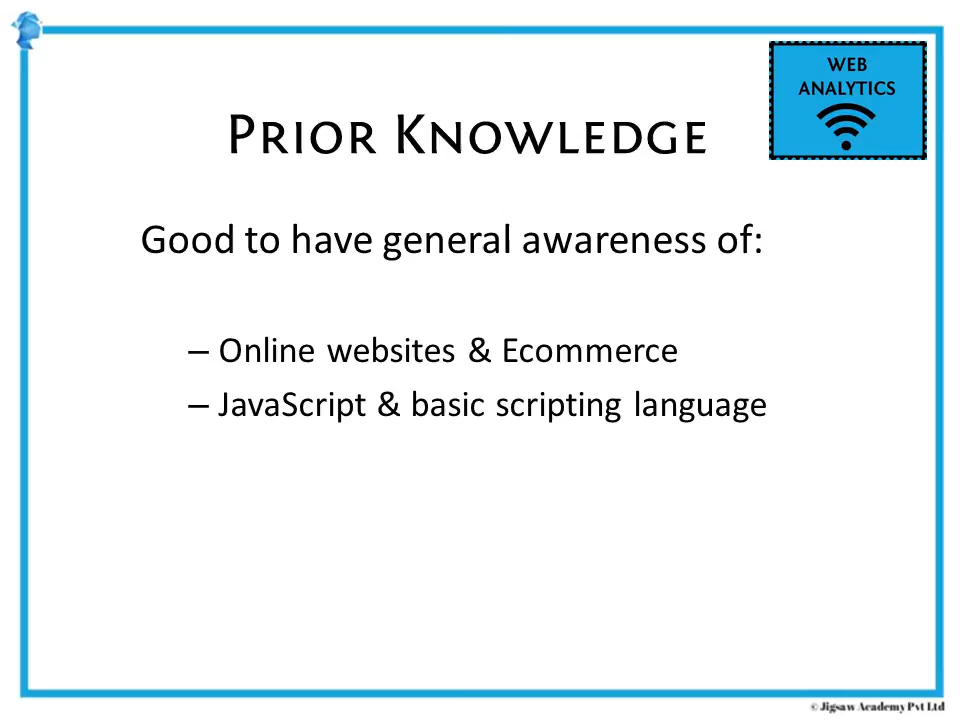 WEB
ANALYTICS
PRIOR KNOWLEDGE
Good to have general awareness of:
– Online websites & Ecommerce
– JavaScript & basic scripting language
© Jigsaw Academy Pvt Ltd